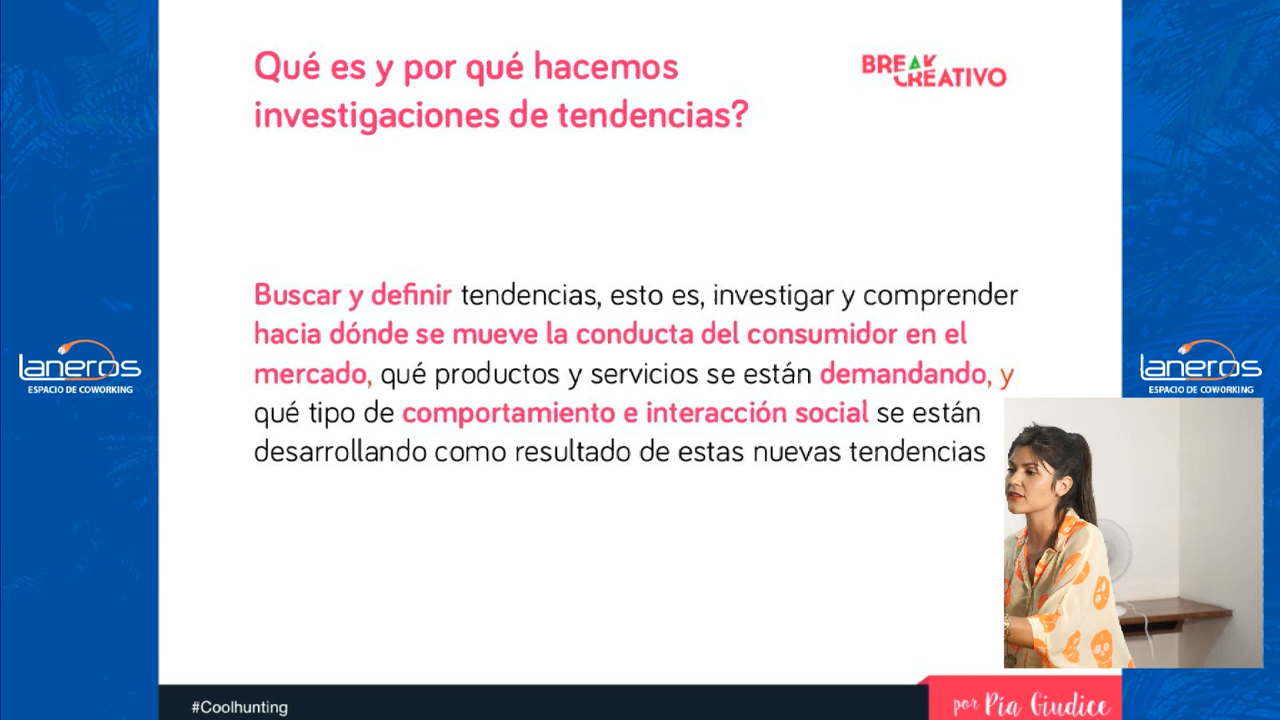 Qué es y por qué hacemos
investigaciones de tendencias?
BREAK
CREATIVO
Buscar y definir tendencias, esto es, investigar y comprender
hacia dónde se mueve la conducta del consumidor en el
mercado, qué productos y servicios se están demandando, y
qué tipo de comportamiento e interacción social se están
desarrollando como resultado de estas nuevas tendencias
Laneros
ESPACIO DE COWORKING
Laneros
ESPACIO DE COWORKING
#Coolhunting
por Pía Giudice